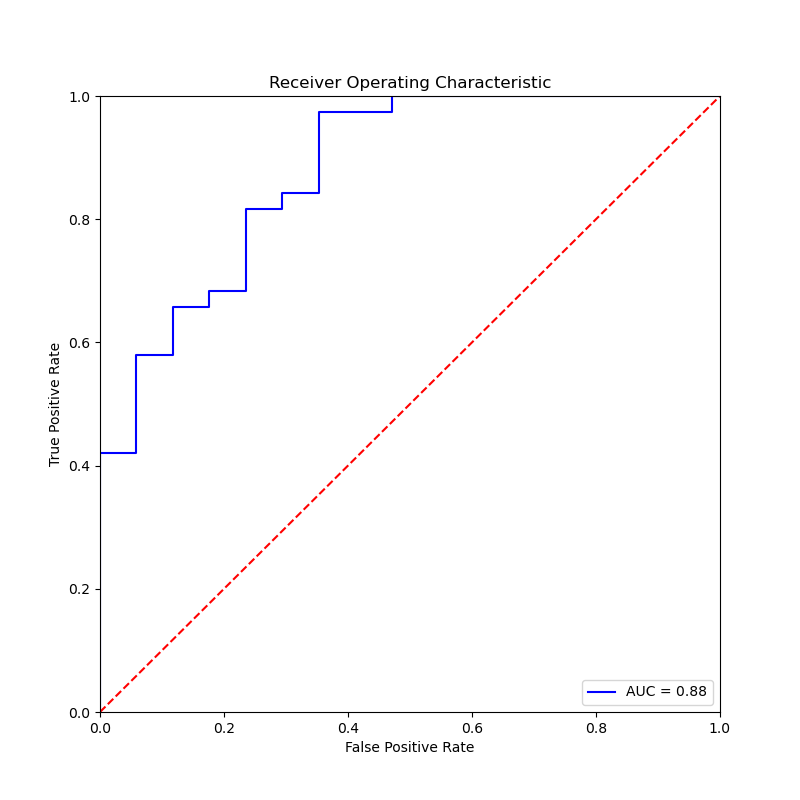 Receiver Operating Characteristic
1.0
0.8
0.6
0.4
0.2
0.0
True Positive Rate
AUC = 0.88
0.0 0.2 0.4 0.6 0.8 1.0
False Positive Rate